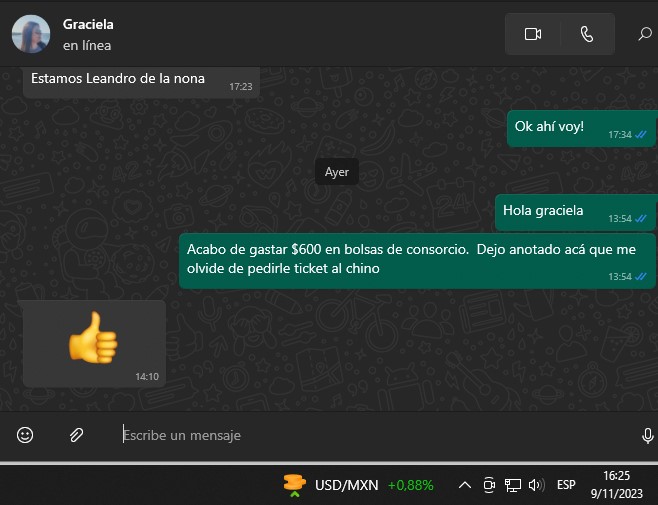 Graciela
en línea
Estamos Leandro de la nona
17:23
Ok ahí voy!
17:34
Ayer
Hola graciela
13:54
Acabo de gastar $600 en bolsas de consorcio.  Dejo anotado acá que me
olvide de pedirle ticket al chino
13:54
14:10
Escribe un mensaje
USD/MXN +0,88%
ESP
16:25
9/11/2023